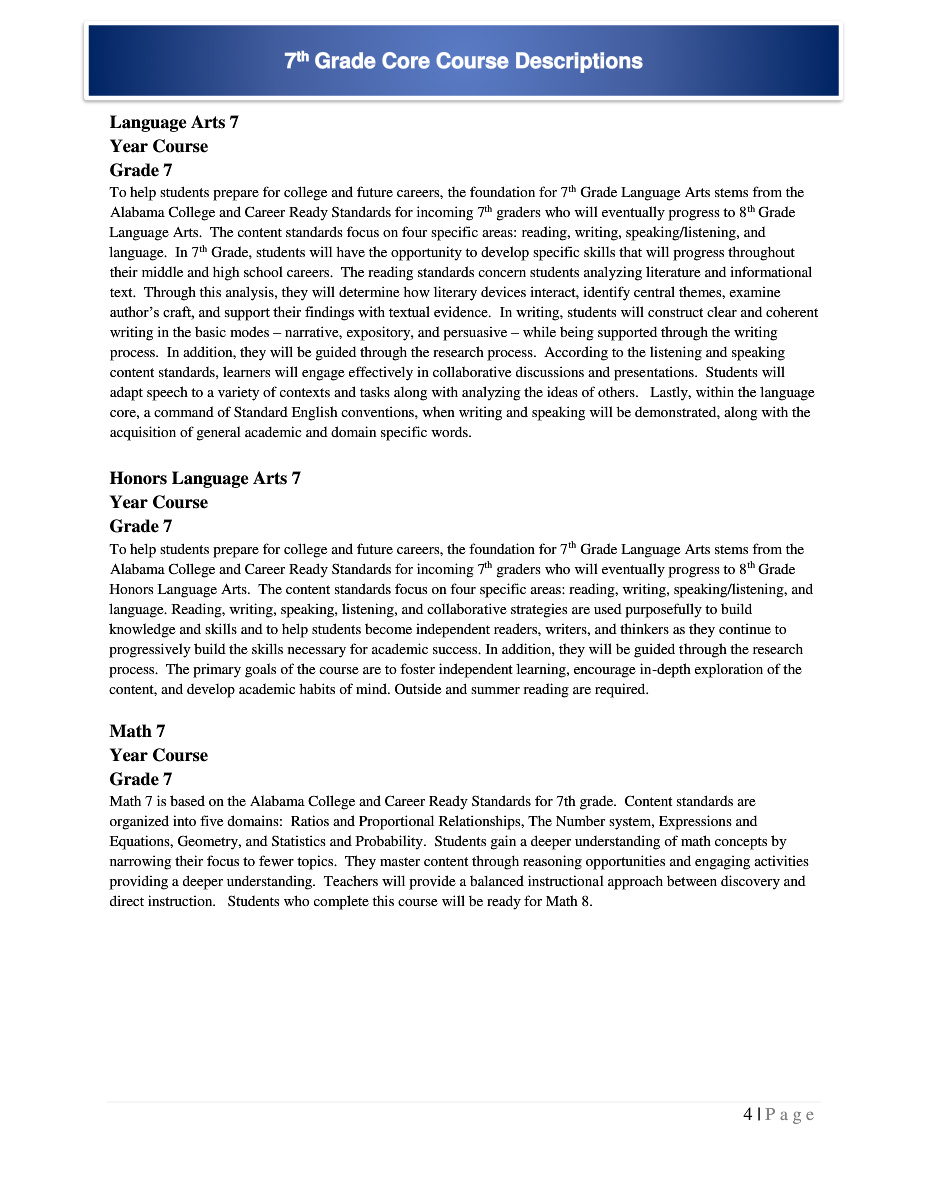 7th Grade Core Course Descriptions
Language Arts 7
Year Course
Grade 7
To help students prepare for college and future careers, the foundation for 7th Grade Language Arts stems from the
Alabama College and Career Ready Standards for incoming 7th graders who will eventually progress to 8th Grade
Language Arts.  The content standards focus on four specific areas: reading, writing, speaking/listening, and
language.  In 7th Grade, students will have the opportunity to develop specific skills that will progress throughout
their middle and high school careers.  The reading standards concern students analyzing literature and informational
text.  Through this analysis, they will determine how literary devices interact, identify central themes, examine
author’s craft, and support their findings with textual evidence.  In writing, students will construct clear and coherent
writing in the basic modes – narrative, expository, and persuasive – while being supported through the writing
process.  In addition, they will be guided through the research process.  According to the listening and speaking
content standards, learners will engage effectively in collaborative discussions and presentations.  Students will
adapt speech to a variety of contexts and tasks along with analyzing the ideas of others.   Lastly, within the language
core, a command of Standard English conventions, when writing and speaking will be demonstrated, along with the
acquisition of general academic and domain specific words.
Honors Language Arts 7
Year Course
Grade 7
To help students prepare for college and future careers, the foundation for 7th Grade Language Arts stems from the
Alabama College and Career Ready Standards for incoming 7th graders who will eventually progress to 8th Grade
Honors Language Arts.  The content standards focus on four specific areas: reading, writing, speaking/listening, and
language. Reading, writing, speaking, listening, and collaborative strategies are used purposefully to build
knowledge and skills and to help students become independent readers, writers, and thinkers as they continue to
progressively build the skills necessary for academic success. In addition, they will be guided through the research
process.  The primary goals of the course are to foster independent learning, encourage in-depth exploration of the
content, and develop academic habits of mind. Outside and summer reading are required.
Math 7
Year Course
Grade 7
Math 7 is based on the Alabama College and Career Ready Standards for 7th grade.  Content standards are
organized into five domains:  Ratios and Proportional Relationships, The Number system, Expressions and
Equations, Geometry, and Statistics and Probability.  Students gain a deeper understanding of math concepts by
narrowing their focus to fewer topics.  They master content through reasoning opportunities and engaging activities
providing a deeper understanding.  Teachers will provide a balanced instructional approach between discovery and
direct instruction.   Students who complete this course will be ready for Math 8.
4 | Page